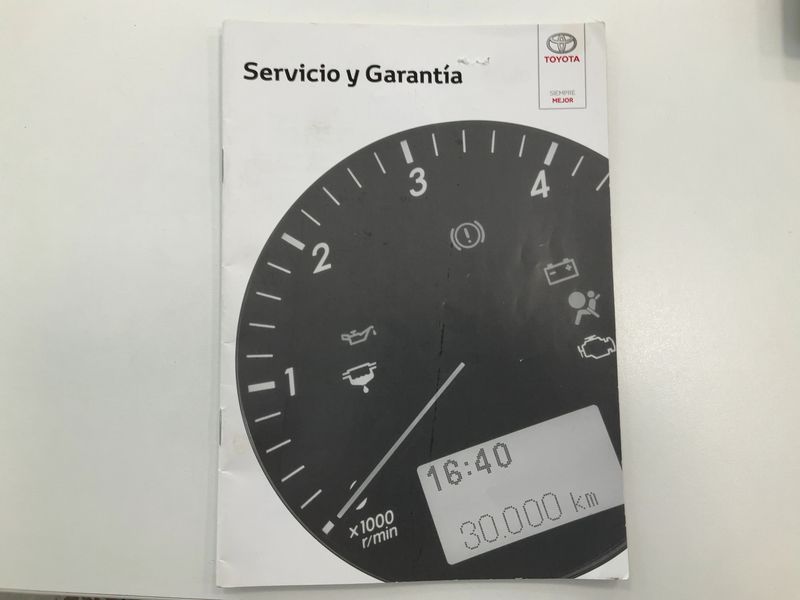 Servicio y Garantía
TOYOTA
SIEMPRE
MEJOR
3
4
2
1
16:40
30.000 km
x1000
r/min